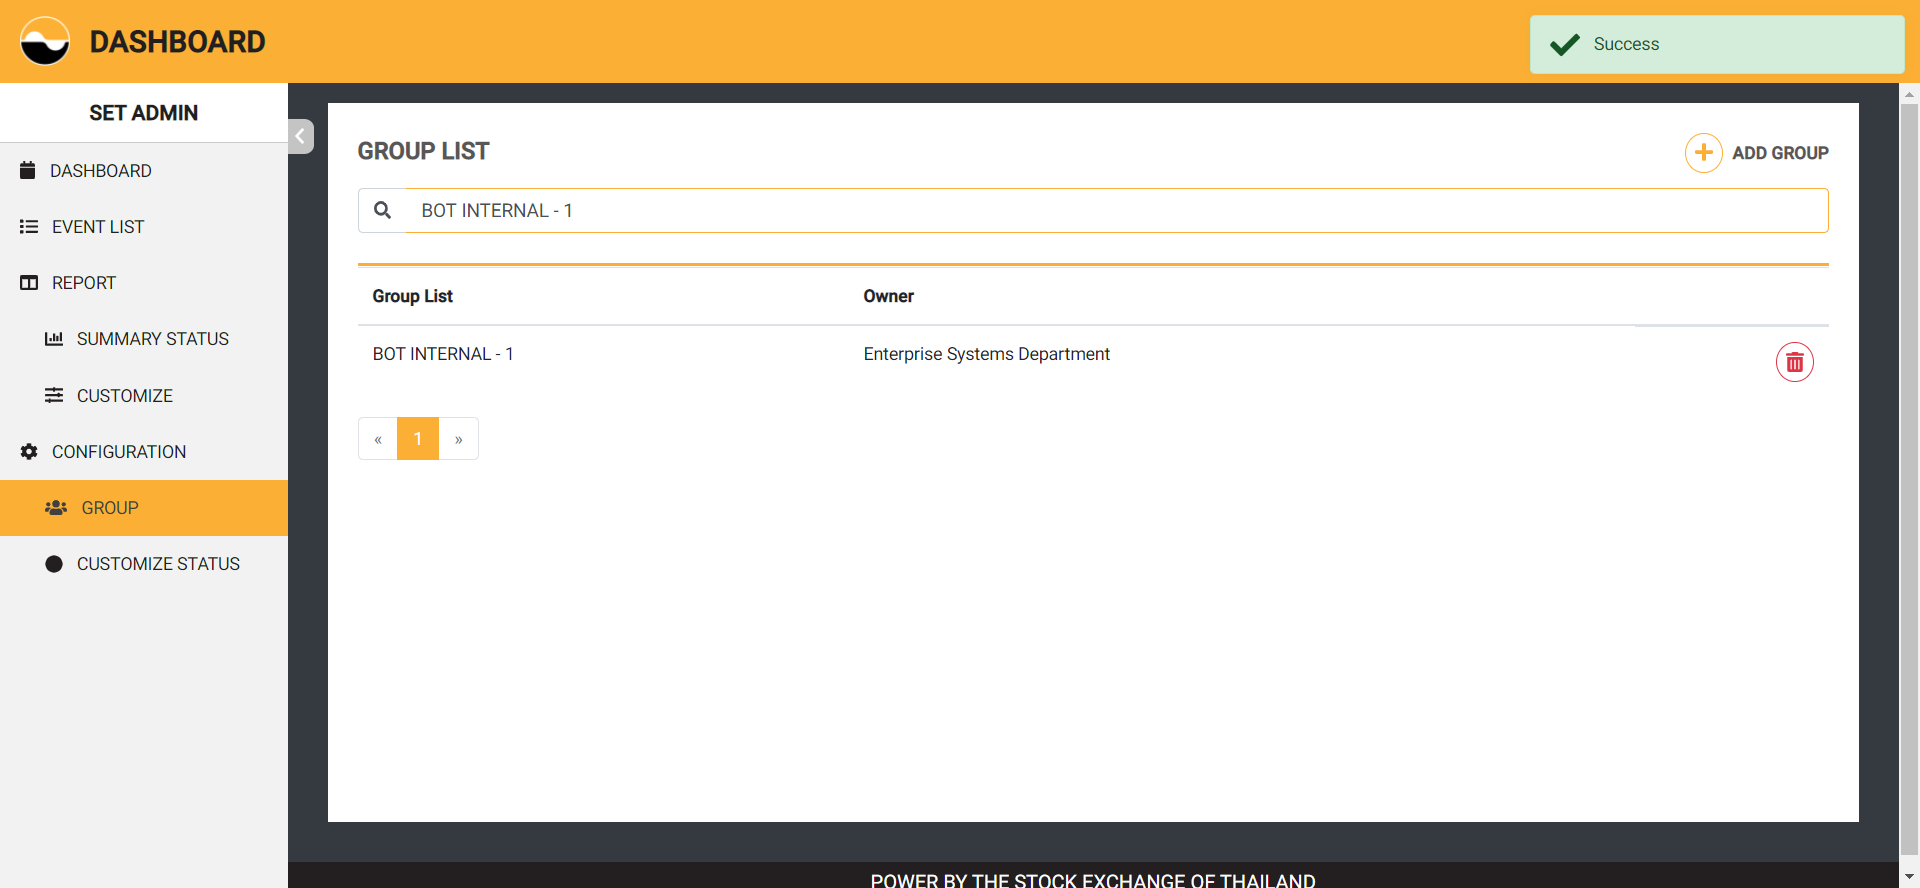 DASHBOARD
Success
SET ADMIN
DASHBOARD
EVENT LIST
REPORT
SUMMARY STATUS
CUSTOMIZE
CONFIGURATION
GROUP
CUSTOMIZE STATUS
GROUP LIST
ADD GROUP
BOT INTERNAL - 1
Group List Owner
BOT INTERNAL - 1 Enterprise Systems Department
« 1 »
POWER BY THE STOCK EXCHANGE OF THAILAND